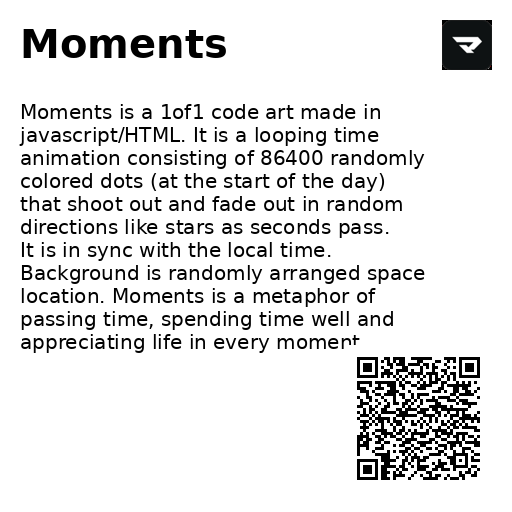 Moments
Moments is a 1of1 code art made in
javascript/HTML. It is a looping time
animation consisting of 86400 randomly
colored dots (at the start of the day)
that shoot out and fade out in random
directions like stars as seconds pass.
It is in sync with the local time.
Background is randomly arranged space
location. Moments is a metaphor of
passing time, spending time well and
appreciating life in every moment